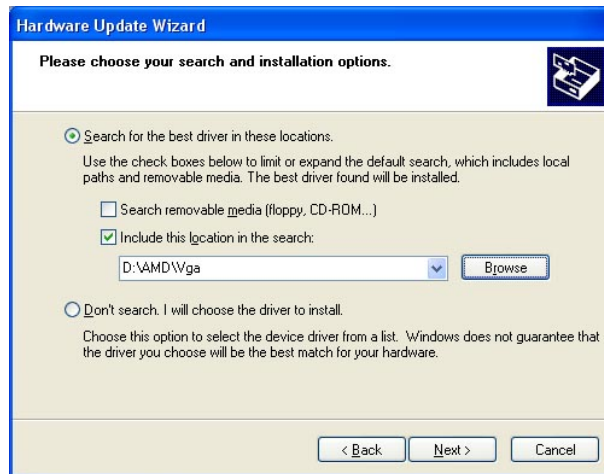 Hardware Update Wizard
Please choose your search and installation options.
Search for the best driver in these locations.
Use the check boxes below to limit or expand the default search, which includes local
paths and removable media. The best driver found will be installed.
Search removable media (floppy, CD-ROM...)
Include this location in the search:
D:\AMD\Vga
Browse
Don't search. I will choose the driver to install.
Choose this option to select the device driver from a list. Windows does not guarantee that
the driver you choose will be the best match for your hardware.
< Back
Next >
Cancel